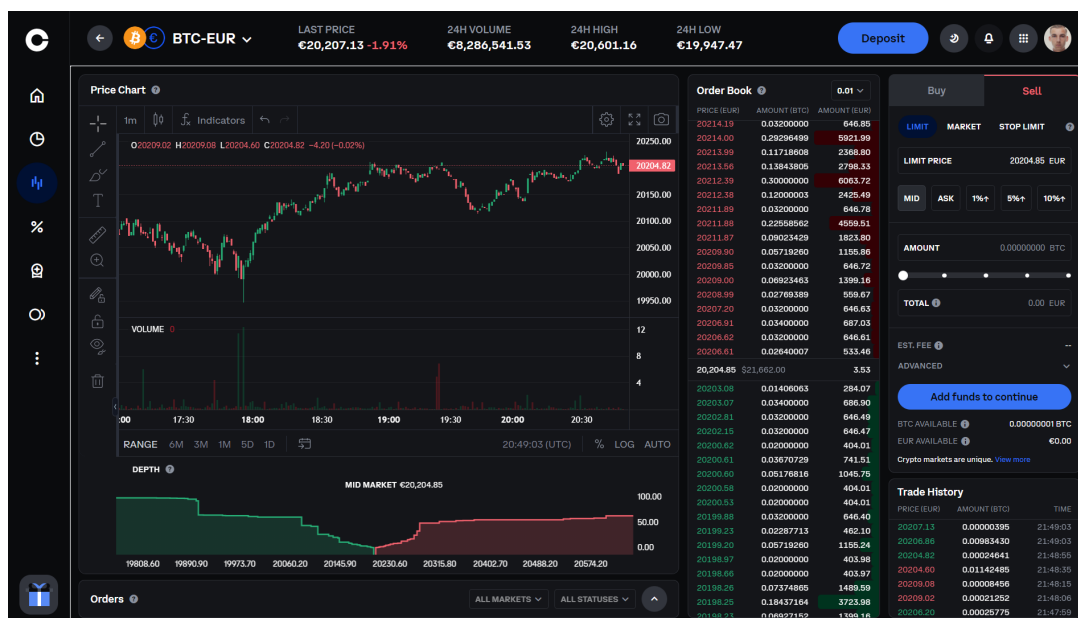 BTC-EUR
LAST PRICE
€20,207.13 -1.91%
24H VOLUME
€8,286,541.53
24H HIGH
€20,601.16
24H LOW
€19,947.47
Deposit
Price Chart
1m
Indicators
O20209.02 H20209.08 L20204.60 C20204.82 -4.20 (-0.02%)
20250.00
20204.82
20150.00
20100.00
20050.00
20000.00
19950.00
VOLUME 0
12
8
4
:00 17:30 18:00 18:30 19:00 19:30 20:00 20:30
RANGE 6M 3M 1M 5D 1D
20:49:03 (UTC) % LOG AUTO
DEPTH
MID MARKET €20,204.85
100.00
50.00
0.00
19808.60 19890.90 19973.70 20060.20 20145.90 20230.60 20315.80 20402.70 20488.20 20574.20
Orders
ALL MARKETS
ALL STATUSES
Order Book
0.01
PRICE (EUR) AMOUNT (BTC) AMOUNT (EUR)
20214.19 0.03200000 646.85
20214.00 0.29296499 5921.99
20213.99 0.11718608 2368.80
20213.56 0.13843805 2798.33
20212.39 0.30000000 6063.72
20212.38 0.12000003 2425.49
20211.89 0.03200000 646.78
20211.88 0.22558562 4559.51
20211.87 0.09023429 1823.80
20209.90 0.05719260 1155.86
20209.85 0.03200000 646.72
20209.00 0.06923463 1399.16
20208.99 0.02769389 559.67
20207.20 0.03200000 646.63
20206.91 0.03400000 687.03
20206.62 0.03200000 646.61
20206.61 0.02640007 533.46
20,204.85 $21,662.00 3.53
20203.08 0.01406063 284.07
20203.07 0.03400000 686.90
20202.81 0.03200000 646.49
20202.15 0.03200000 646.47
20200.62 0.02000000 404.01
20200.61 0.03670729 741.51
20200.60 0.05176816 1045.75
20200.58 0.02000000 404.01
20200.53 0.02000000 404.01
20199.88 0.03200000 646.40
20199.23 0.02287713 462.10
20199.20 0.05719260 1155.24
20198.97 0.02000000 403.98
20198.66 0.02000000 403.97
20198.26 0.07374865 1489.59
20198.25 0.18437164 3723.98
20198.23 0.06927152 1399.16
Buy
Sell
LIMIT MARKET STOP LIMIT
LIMIT PRICE 20204.85 EUR
MID ASK 1%↑ 5%↑ 10%↑
AMOUNT 0.00000000 BTC
TOTAL 0.00 EUR
EST. FEE --
ADVANCED
Add funds to continue
BTC AVAILABLE 0.00000001 BTC
EUR AVAILABLE €0.00
Crypto markets are unique. View more
Trade History
PRICE (EUR) AMOUNT (BTC) TIME
20207.13 0.00000395 21:49:03
20206.86 0.00983430 21:49:03
20204.82 0.00024641 21:48:55
20204.60 0.01142485 21:48:35
20209.08 0.00008456 21:48:15
20209.02 0.00021252 21:48:06
20206.20 0.00025775 21:47:59